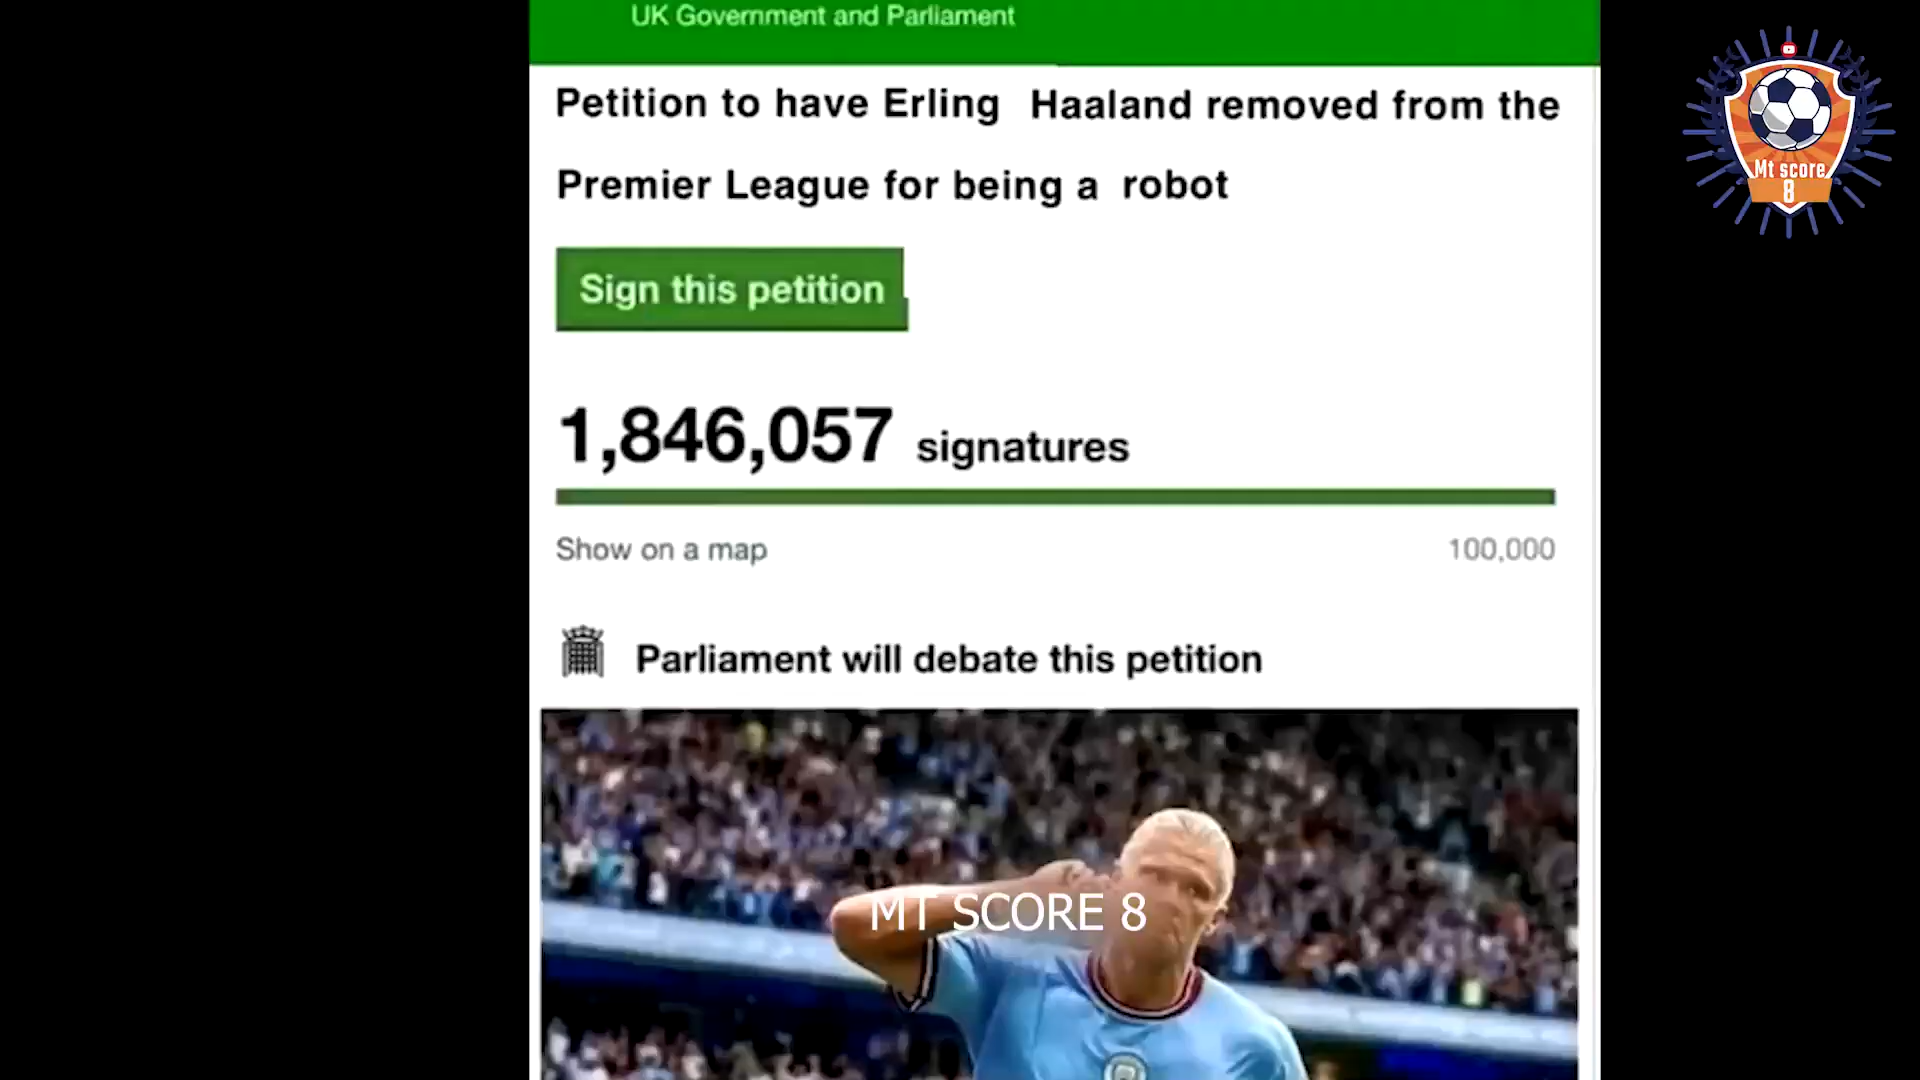 UK Government and Parliament
Petition to have Erling Haaland removed from the
Premier League for being a robot
Sign this petition
1,846,057 signatures
Show on a map 100,000
Parliament will debate this petition
MT SCORE 8
Mt score
8